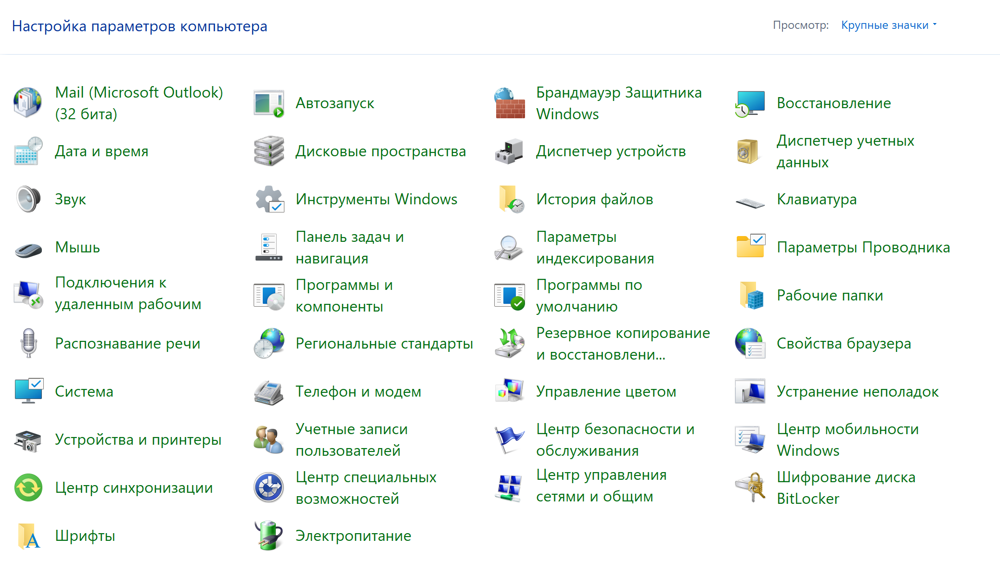 Настройка параметров компьютера
Просмотр: Крупные значки
Mail (Microsoft Outlook)
(32 бита)
Автозапуск
Брандмауэр Защитника
Windows
Восстановление
Дата и время
Дисковые пространства
Диспетчер устройств
Диспетчер учетных
данных
Звук
Инструменты Windows
История файлов
Клавиатура
Мышь
Панель задач и
навигация
Параметры
индексирования
Параметры Проводника
Подключения к
удаленным рабочим
Программы и
компоненты
Программы по
умолчанию
Рабочие папки
Распознавание речи
Региональные стандарты
Резервное копирование
и восстановлени...
Свойства браузера
Система
Телефон и модем
Управление цветом
Устранение неполадок
Устройства и принтеры
Учетные записи
пользователей
Центр безопасности и
обслуживания
Центр мобильности
Windows
Центр синхронизации
Центр специальных
возможностей
Центр управления
сетями и общим
Шифрование диска
BitLocker
Шрифты
Электропитание